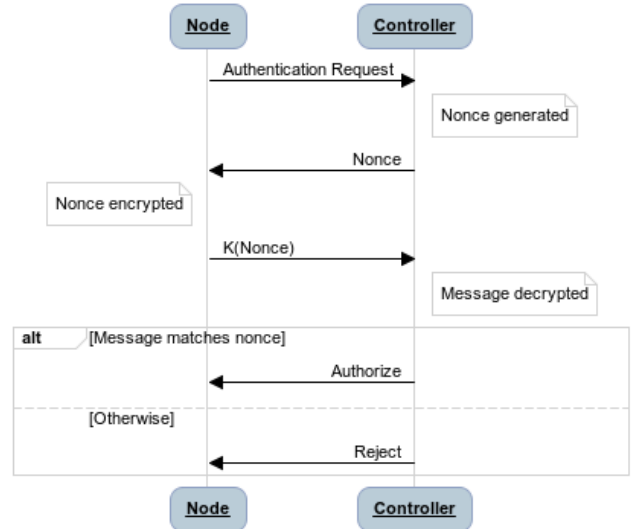 Node
Controller
Authentication Request
Nonce generated
Nonce
Nonce encrypted
K(Nonce)
Message decrypted
alt
[Message matches nonce]
Authorize
[Otherwise]
Reject
Node
Controller